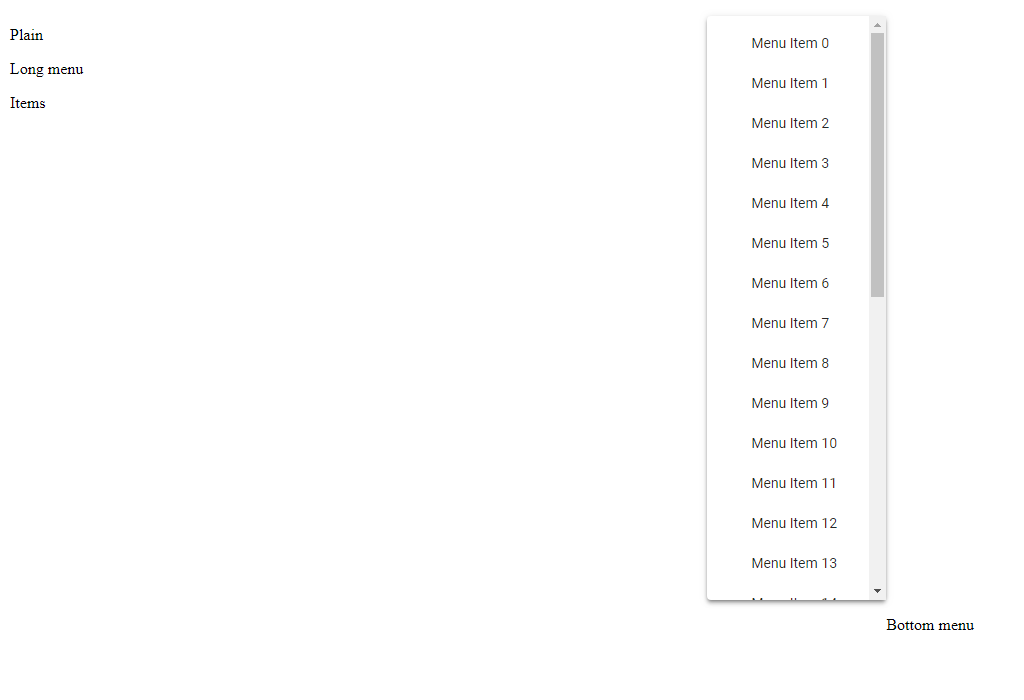 Plain
Long menu
Items
Menu Item 0
Menu Item 1
Menu Item 2
Menu Item 3
Menu Item 4
Menu Item 5
Menu Item 6
Menu Item 7
Menu Item 8
Menu Item 9
Menu Item 10
Menu Item 11
Menu Item 12
Menu Item 13
Bottom menu